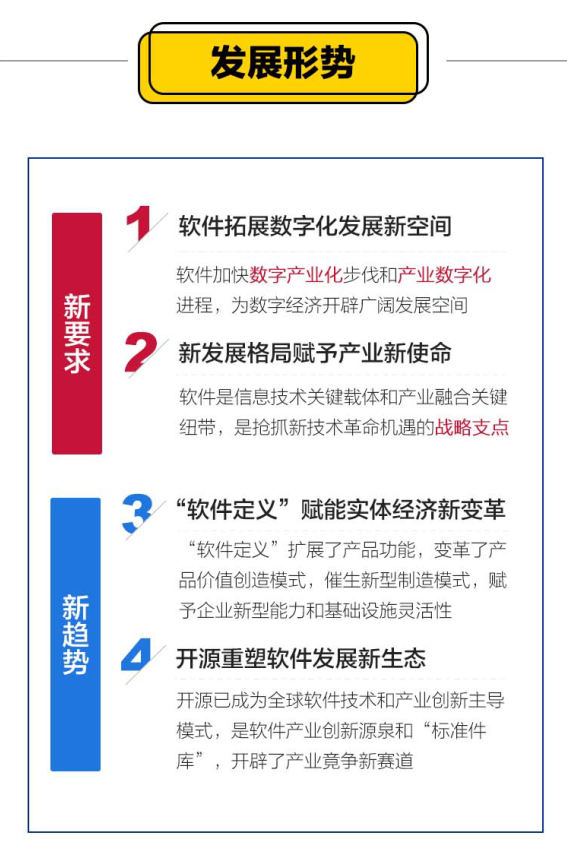 发展形势
新要求
1
软件拓展数字化发展新空间
软件加快数字产业化步伐和产业数字化
进程，为数字经济开辟广阔发展空间
2
新发展格局赋予产业新使命
软件是信息技术关键载体和产业融合关键
纽带，是抢抓新技术革命机遇的战略支点
新趋势
3
“软件定义”赋能实体经济新变革
“软件定义”扩展了产品功能，变革了产
品价值创造模式，催生新型制造模式，赋
予企业新型能力和基础设施灵活性
4
开源重塑软件发展新生态
开源已成为全球软件技术和产业创新主导
模式，是软件产业创新源泉和“标准件
库”，开辟了产业竞争新赛道